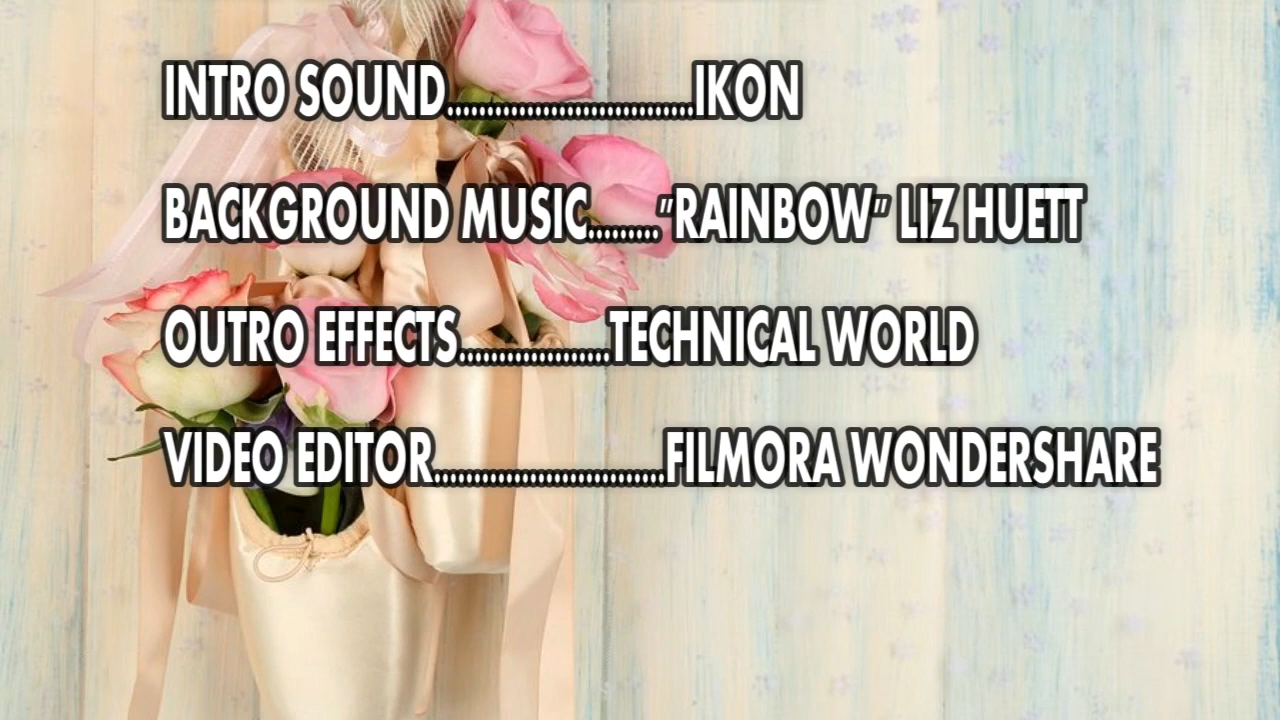 INTRO SOUND...............................IKON
BACKGROUND MUSIC.........”RAINBOW” LIZ HUETT
OUTRO EFFECTS...................TECHNICAL WORLD
VIDEO EDITOR.............................FILMORA WONDERSHARE